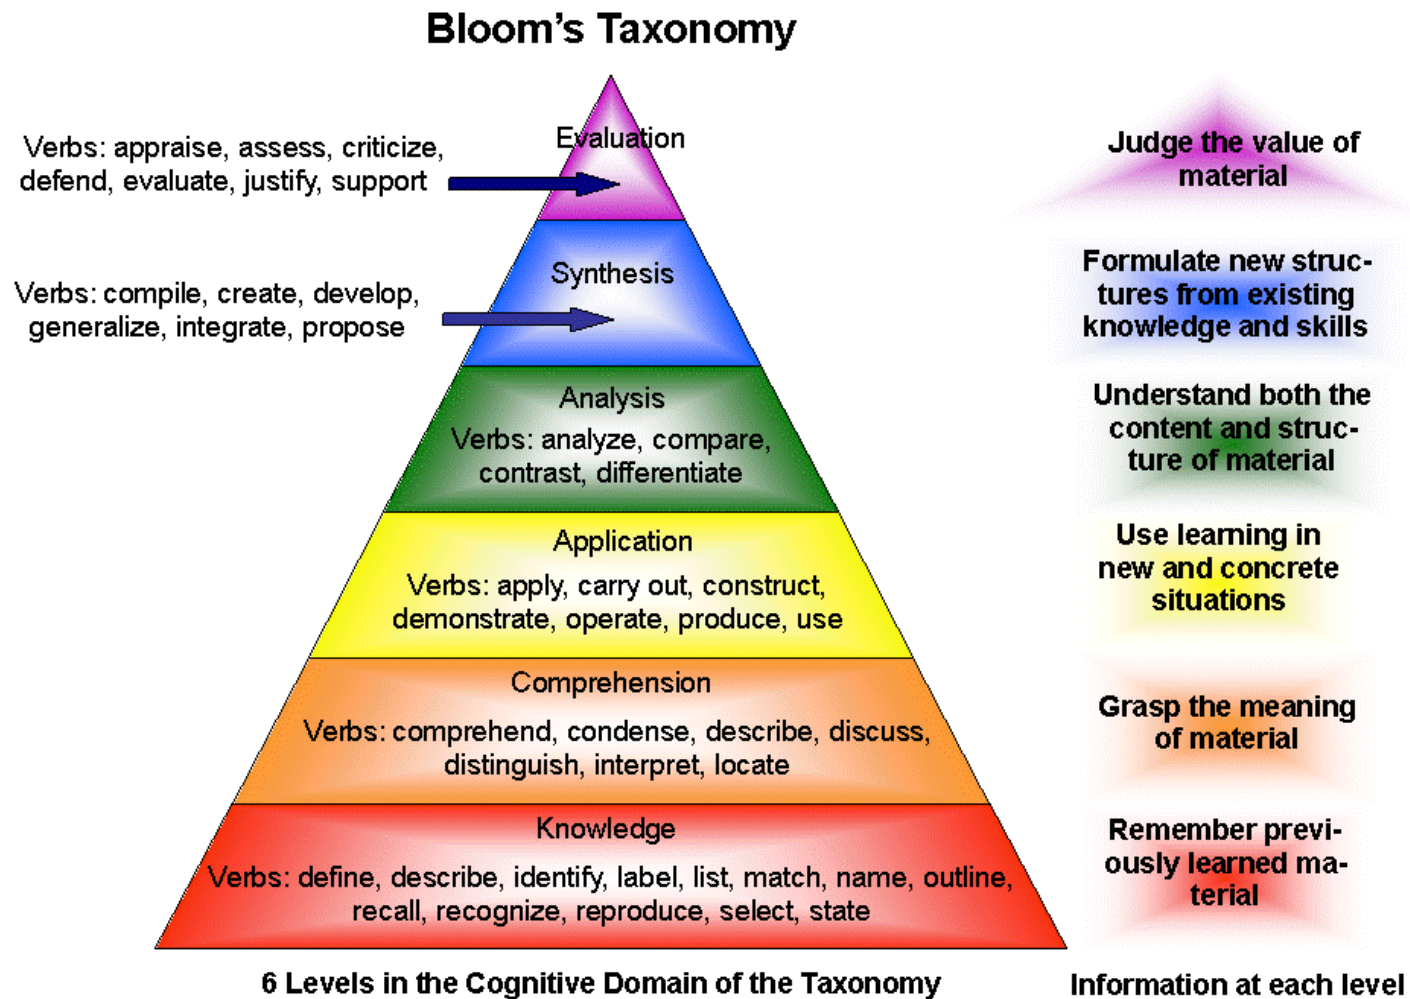 Bloom's Taxonomy
Evaluation
Verbs: appraise, assess, criticize,
defend, evaluate, justify, support
Judge the value of
material
Synthesis
Verbs: compile, create, develop,
generalize, integrate, propose
Formulate new struc-
tures from existing
knowledge and skills
Analysis
Verbs: analyze, compare,
contrast, differentiate
Understand both the
content and struc-
ture of material
Application
Verbs: apply, carry out, construct,
demonstrate, operate, produce, use
Use learning in
new and concrete
situations
Comprehension
Verbs: comprehend, condense, describe, discuss,
distinguish, interpret, locate
Grasp the meaning
of material
Knowledge
Verbs: define, describe, identify, label, list, match, name, outline,
recall, recognize, reproduce, select, state
Remember previ-
ously learned ma-
terial
6 Levels in the Cognitive Domain of the Taxonomy
Information at each level